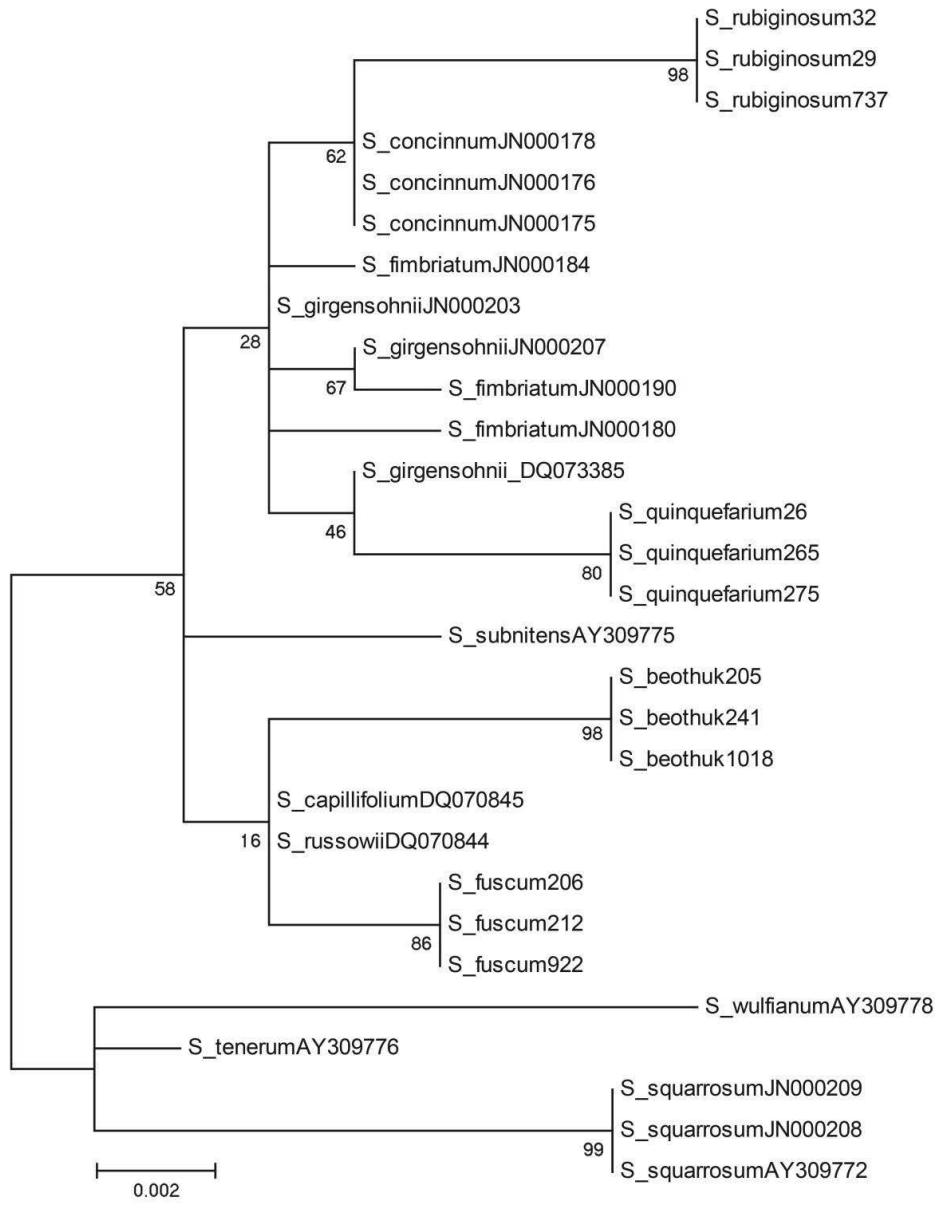 S_rubiginosum32
S_rubiginosum29
98
S_rubiginosum737
S_concinnumJN000178
62
S_concinnumJN000176
S_concinnumJN000175
S_fimbriatumJN000184
S_girgensohniiJN000203
28
S_girgensohniiJN000207
67
S_fimbriatumJN000190
S_fimbriatumJN000180
S_girgensohnii_DQ073385
S_quinquefarium26
46
S_quinquefarium265
80
S_quinquefarium275
58
S_subnitensAY309775
S_beothuk205
S_beothuk241
98
S_beothuk1018
S_capillifoliumDQ070845
16
S_russowiiDQ070844
S_fuscum206
S_fuscum212
86
S_fuscum922
S_wulfianumAY309778
S_tenerumAY309776
S_squarrosumJN000209
S_squarrosumJN000208
99
S_squarrosumAY309772
0.002